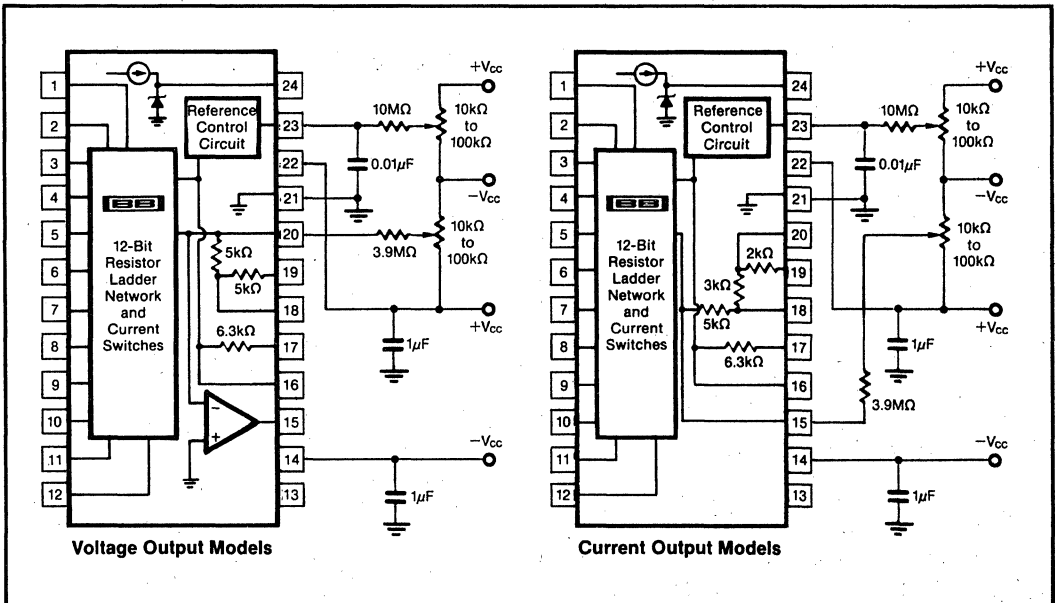 +Vcc
1
24
Reference
Control
Circuit
10MΩ
10kΩ
to
100kΩ
2
23
3
22
0.01μF
−Vcc
4
BB
21
5
12-Bit
Resistor
Ladder
Network
and
Current
Switches
20
3.9MΩ
10kΩ
to
100kΩ
5kΩ
6
5kΩ
19
7
18
+Vcc
8
6.3kΩ
17
1μF
9
16
10
−
+
15
11
14
−Vcc
12
13
1μF
Voltage Output Models
+Vcc
1
24
Reference
Control
Circuit
10MΩ
10kΩ
to
100kΩ
2
23
3
22
0.01μF
−Vcc
4
BB
21
5
12-Bit
Resistor
Ladder
Network
and
Current
Switches
20
10kΩ
to
100kΩ
2kΩ
6
19
3kΩ
7
18
5kΩ
+Vcc
8
17
6.3kΩ
1μF
9
16
3.9MΩ
10
15
11
14
−Vcc
12
13
1μF
Current Output Models